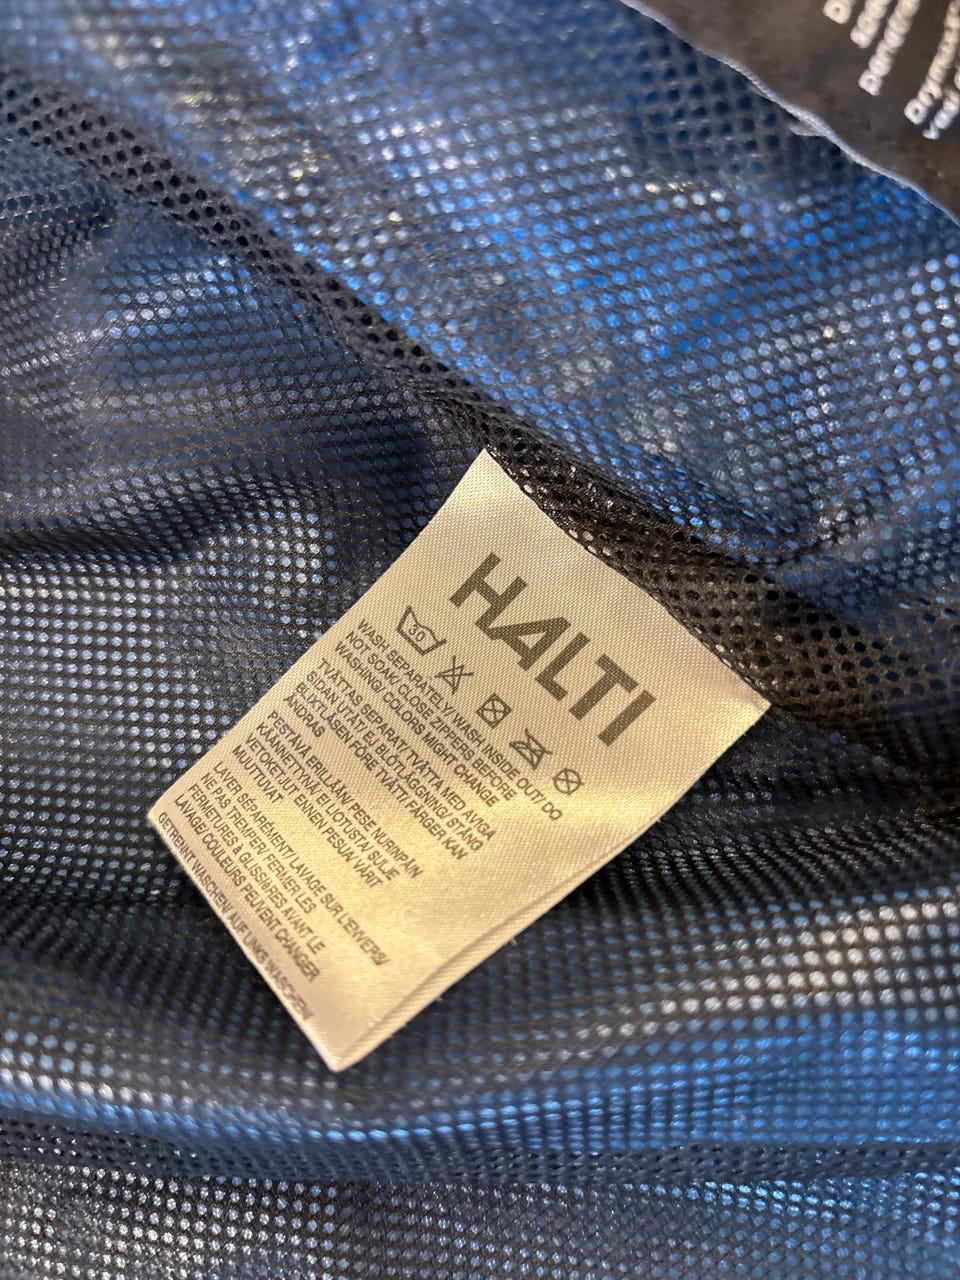 HALTI
30
WASH SEPARATELY/ WASH INSIDE OUT/ DO
NOT SOAK/ CLOSE ZIPPERS BEFORE
WASHING/ COLORS MIGHT CHANGE
TVÄTTAS SEPARAT/ TVÄTTA MED AVIGA
SIDAN UTÅT/ EJ BLÖTLÄGGNING/ STÄNG
BLIXTLÅSEN FÖRE TVÄTT/ FÄRGER KAN
ÄNDRAS
PESTÄVÄ ERILLÄÄN/ PESE NURINPÄIN
KÄÄNNETTYNÄ/ EI LIOTUSTA/ SULJE
VETOKETJUT ENNEN PESUA/ VÄRIT
MUUTTUVAT
LAVER SÉPARÉMENT/ LAVAGE SUR L'ENVERS/
NE PAS TREMPER/ FERMER LES
FERMETURES À GLISSIÈRES AVANT LE
LAVAGE/ COULEURS PEUVENT CHANGER
GETRENNT WASCHEN/ AUF LINKS WASCHEN/